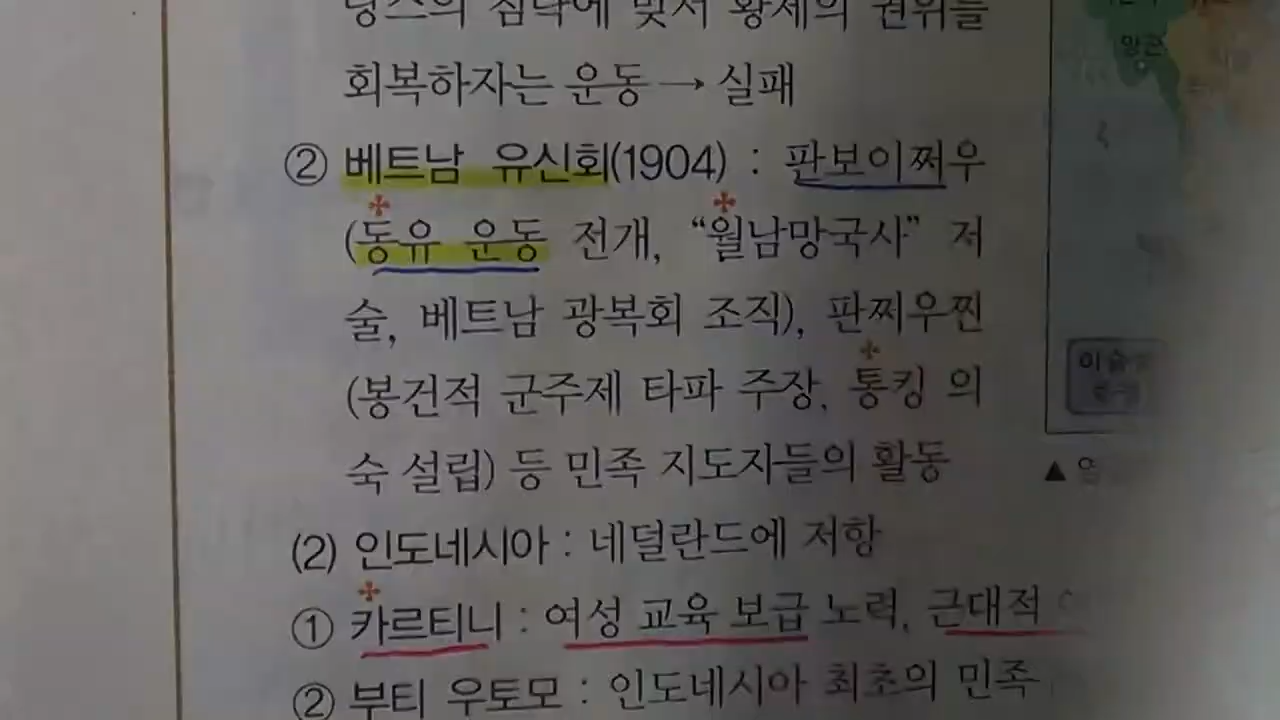 황제의 권위를
회복하자는 운동 → 실패
② 베트남 유신회(1904) : 판보이쩌우
(동유 운동 전개, “월남망국사” 저
술, 베트남 광복회 조직), 판쩌우찐
(봉건적 군주제 타파 주장, 통킹 의
숙 설립) 등 민족 지도자들의 활동
(2) 인도네시아 : 네덜란드에 저항
① 카르티니 : 여성 교육 보급 노력, 근대적
② 부티 우토모 : 인도네시아 최초의 민족
▲